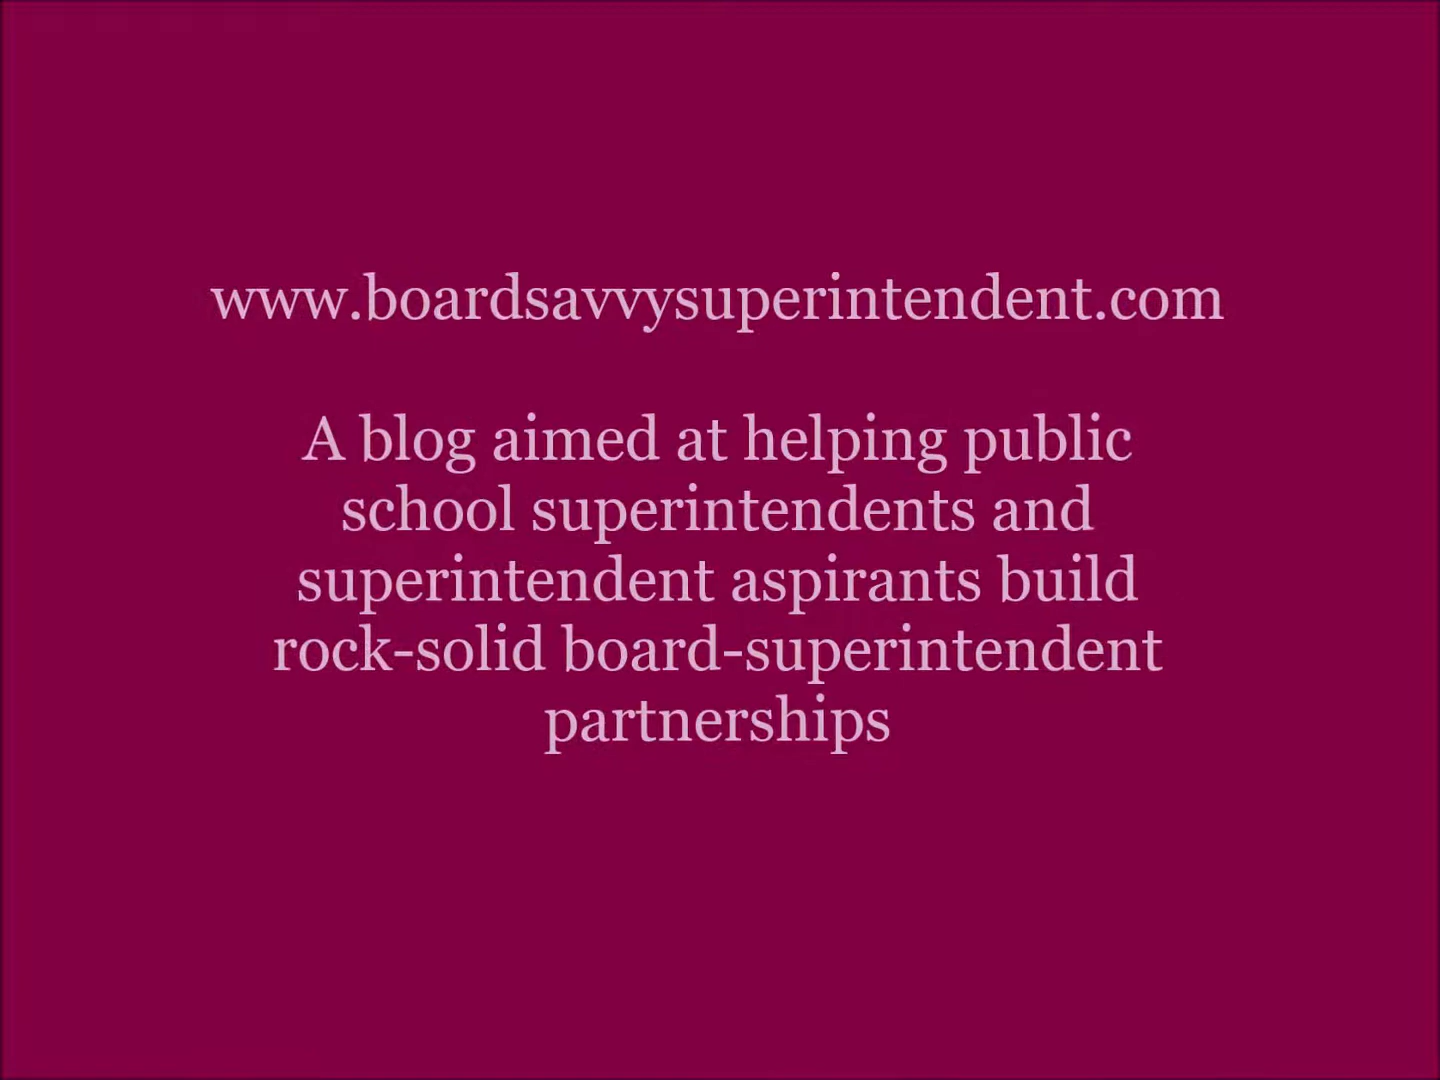 www.boardsavvysuperintendent.com
A blog aimed at helping public
school superintendents and
superintendent aspirants build
rock-solid board-superintendent
partnerships